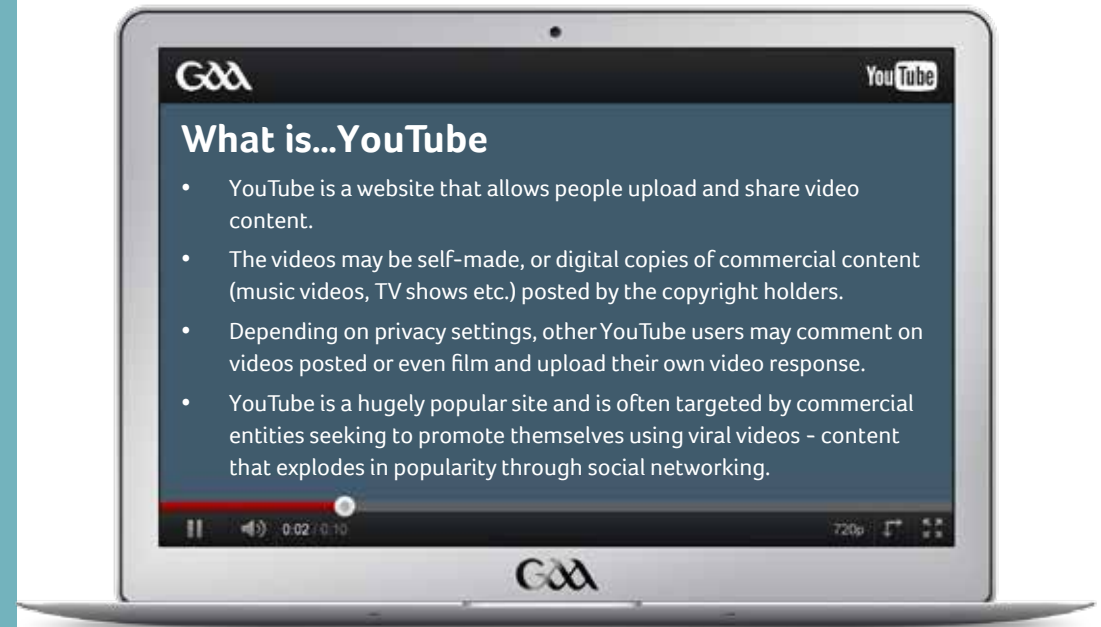 GAA
YouTube
What is...YouTube
• YouTube is a website that allows people upload and share video
content.
• The videos may be self-made, or digital copies of commercial content
(music videos, TV shows etc.) posted by the copyright holders.
• Depending on privacy settings, other YouTube users may comment on
videos posted or even film and upload their own video response.
• YouTube is a hugely popular site and is often targeted by commercial
entities seeking to promote themselves using viral videos - content
that explodes in popularity through social networking.
0:02 / 0:10
720p
GAA